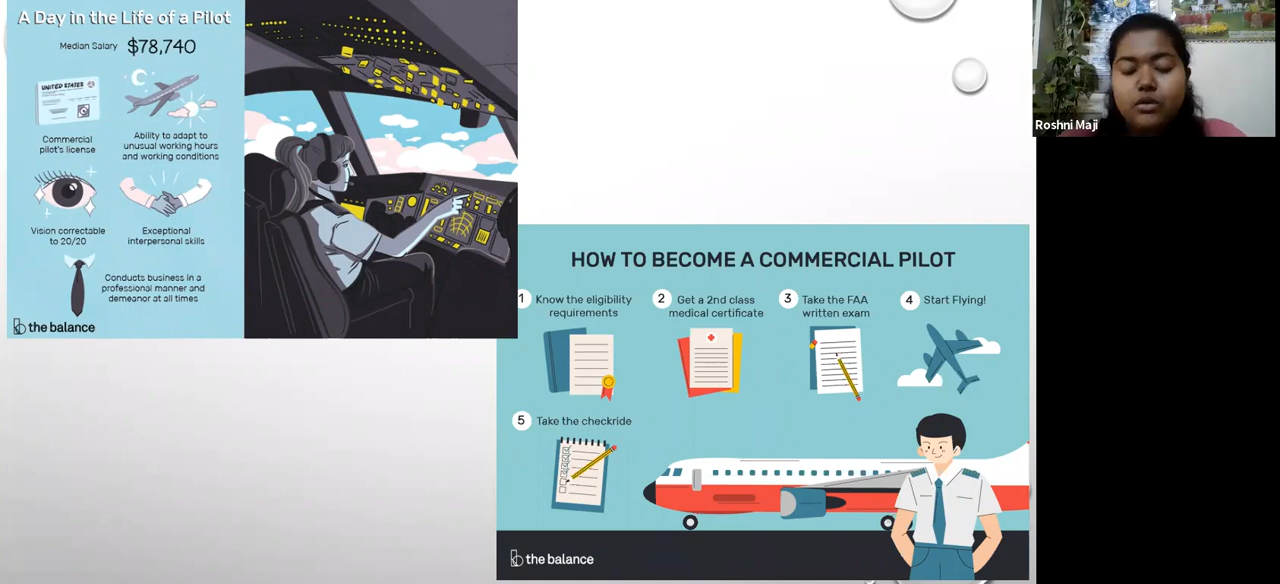 A Day in the Life of a Pilot
Median Salary $78,740
UNITED STATES
Commercial
pilot's license
Ability to adapt to
unusual working hours
and working conditions
Vision correctable
to 20/20
Exceptional
interpersonal skills
Conducts business in a
professional manner and
demeanor at all times
the balance
HOW TO BECOME A COMMERCIAL PILOT
1 Know the eligibility
requirements
2 Get a 2nd class
medical certificate
3 Take the FAA
written exam
4 Start Flying!
5 Take the checkride
the balance
Roshni Maji